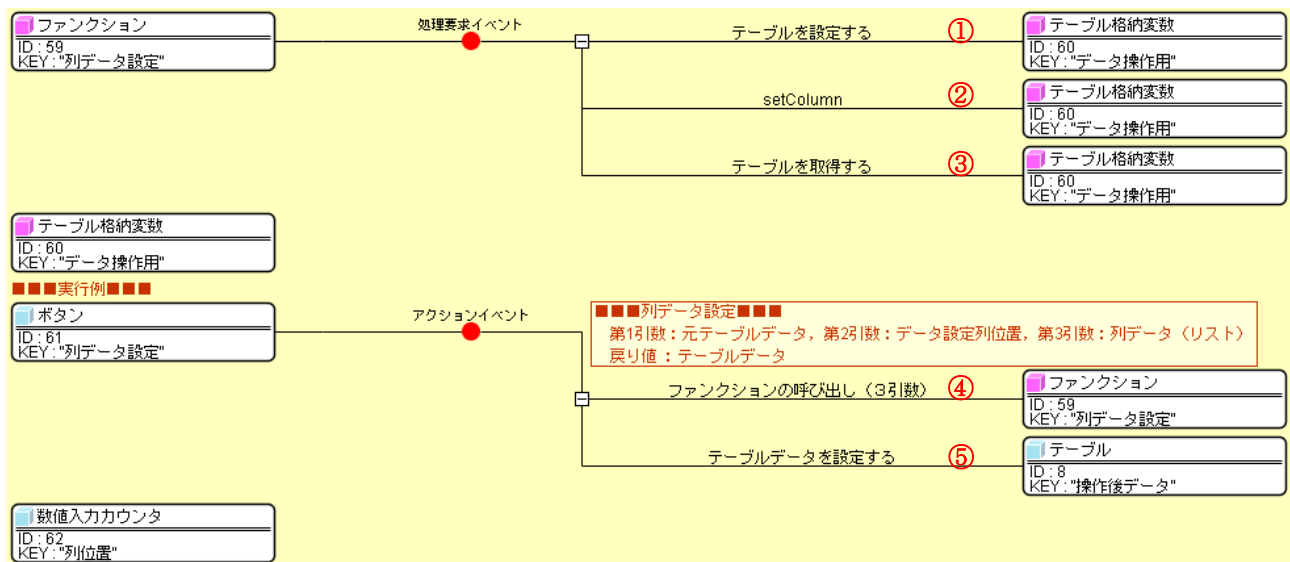 ファンクション
ID : 59
KEY : "列データ設定"
処理要求イベント
テーブルを設定する ①
テーブル格納変数
ID : 60
KEY : "データ操作用"
setColumn ②
テーブル格納変数
ID : 60
KEY : "データ操作用"
テーブルを取得する ③
テーブル格納変数
ID : 60
KEY : "データ操作用"
テーブル格納変数
ID : 60
KEY : "データ操作用"
■■■実行例■■■
ボタン
ID : 61
KEY : "列データ設定"
アクションイベント
■■■列データ設定■■■
第1引数：元テーブルデータ，第2引数：データ設定列位置，第3引数：列データ（リスト）
戻り値：テーブルデータ
ファンクションの呼び出し（３引数） ④
ファンクション
ID : 59
KEY : "列データ設定"
テーブルデータを設定する ⑤
テーブル
ID : 8
KEY : "操作後データ"
数値入力カウンタ
ID : 62
KEY : "列位置"